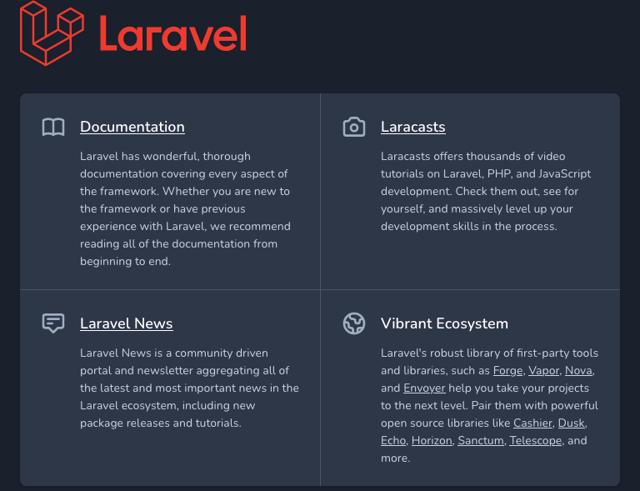 Laravel
Documentation
Laravel has wonderful, thorough
documentation covering every aspect of
the framework. Whether you are new to
the framework or have previous
experience with Laravel, we recommend
reading all of the documentation from
beginning to end.
Laracasts
Laracasts offers thousands of video
tutorials on Laravel, PHP, and JavaScript
development. Check them out, see for
yourself, and massively level up your
development skills in the process.
Laravel News
Laravel News is a community driven
portal and newsletter aggregating all of
the latest and most important news in the
Laravel ecosystem, including new
package releases and tutorials.
Vibrant Ecosystem
Laravel's robust library of first-party tools
and libraries, such as Forge, Vapor, Nova,
and Envoyer help you take your projects
to the next level. Pair them with powerful
open source libraries like Cashier, Dusk,
Echo, Horizon, Sanctum, Telescope, and
more.